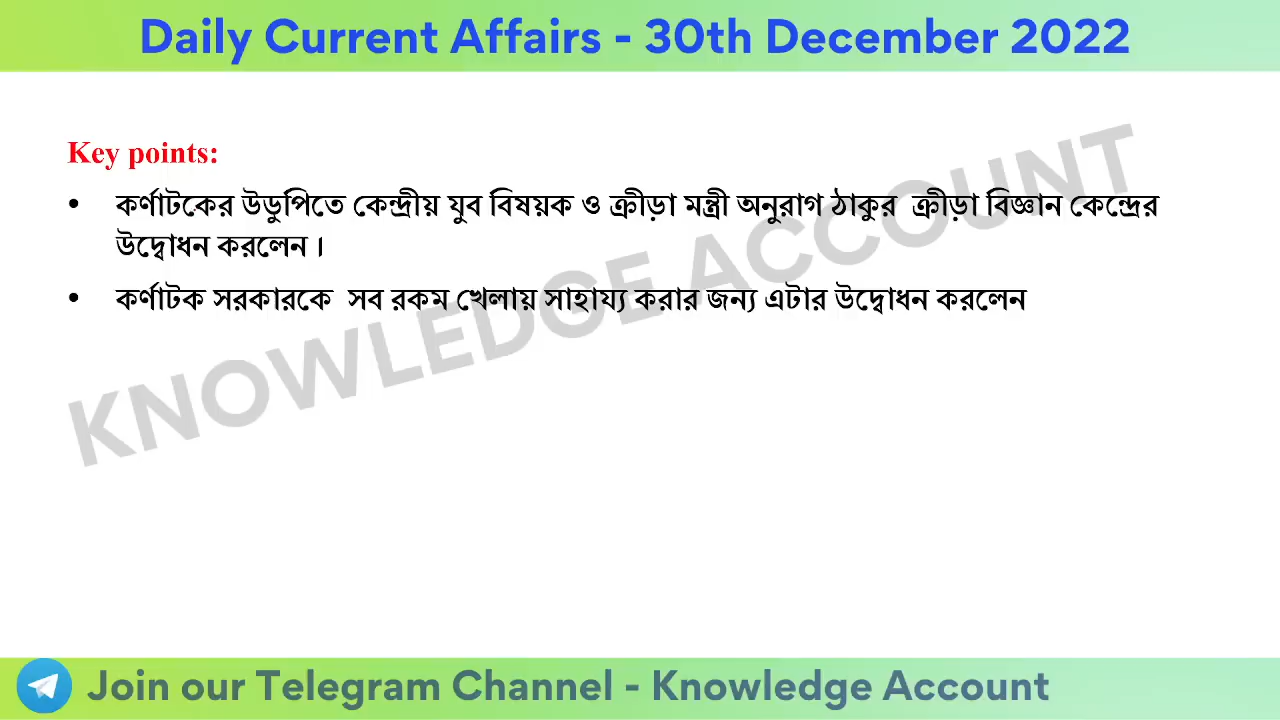 Daily Current Affairs - 30th December 2022
Key points:
• কর্ণাটকের উডুপিতে কেন্দ্রীয় যুব বিষয়ক ও ক্রীড়া মন্ত্রী অনুরাগ ঠাকুর ক্রীড়া বিজ্ঞান কেন্দ্রের
উদ্বোধন করলেন।
• কর্ণাটক সরকারকে সব রকম খেলায় সাহায্য করার জন্য এটার উদ্বোধন করলেন
KNOWLEDGE ACCOUNT
Join our Telegram Channel - Knowledge Account